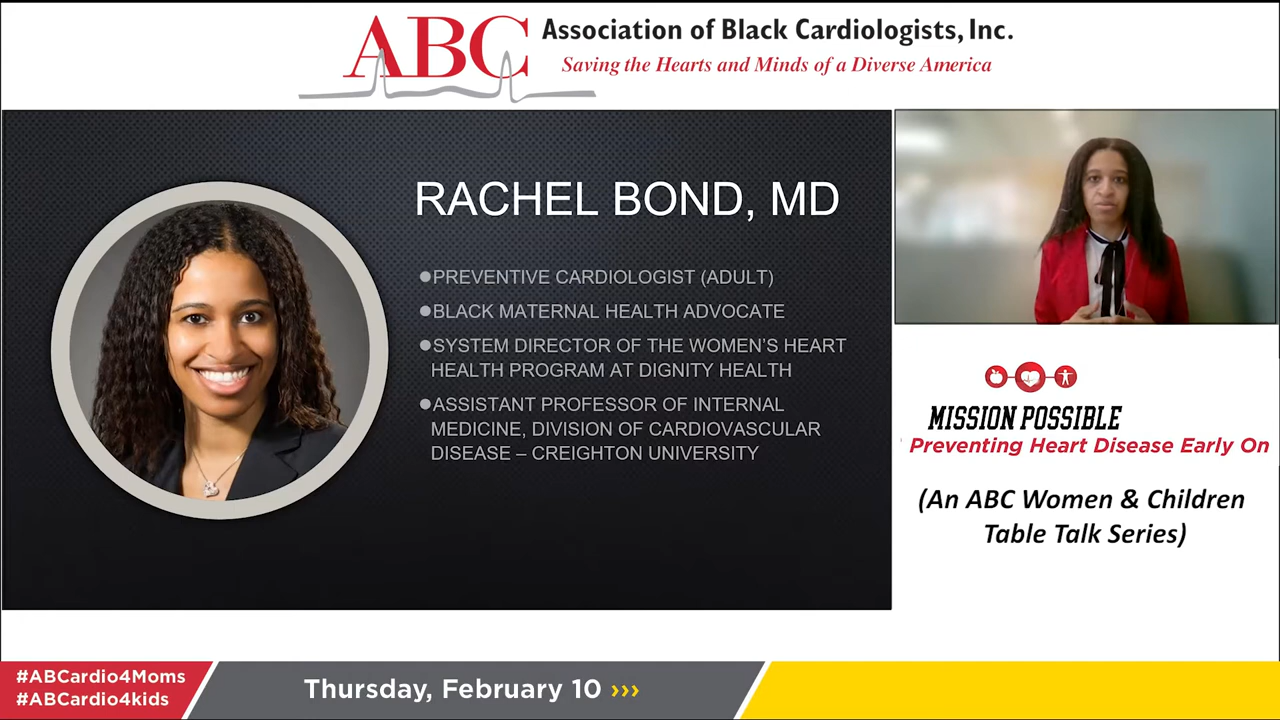 ABC Association of Black Cardiologists, Inc.
Saving the Hearts and Minds of a Diverse America
RACHEL BOND, MD
●PREVENTIVE CARDIOLOGIST (ADULT)
●BLACK MATERNAL HEALTH ADVOCATE
●SYSTEM DIRECTOR OF THE WOMEN'S HEART
HEALTH PROGRAM AT DIGNITY HEALTH
●ASSISTANT PROFESSOR OF INTERNAL
MEDICINE, DIVISION OF CARDIOVASCULAR
DISEASE – CREIGHTON UNIVERSITY
MISSION POSSIBLE
Preventing Heart Disease Early On
(An ABC Women & Children
Table Talk Series)
#ABCardio4Moms
#ABCardio4kids
Thursday, February 10 ›››